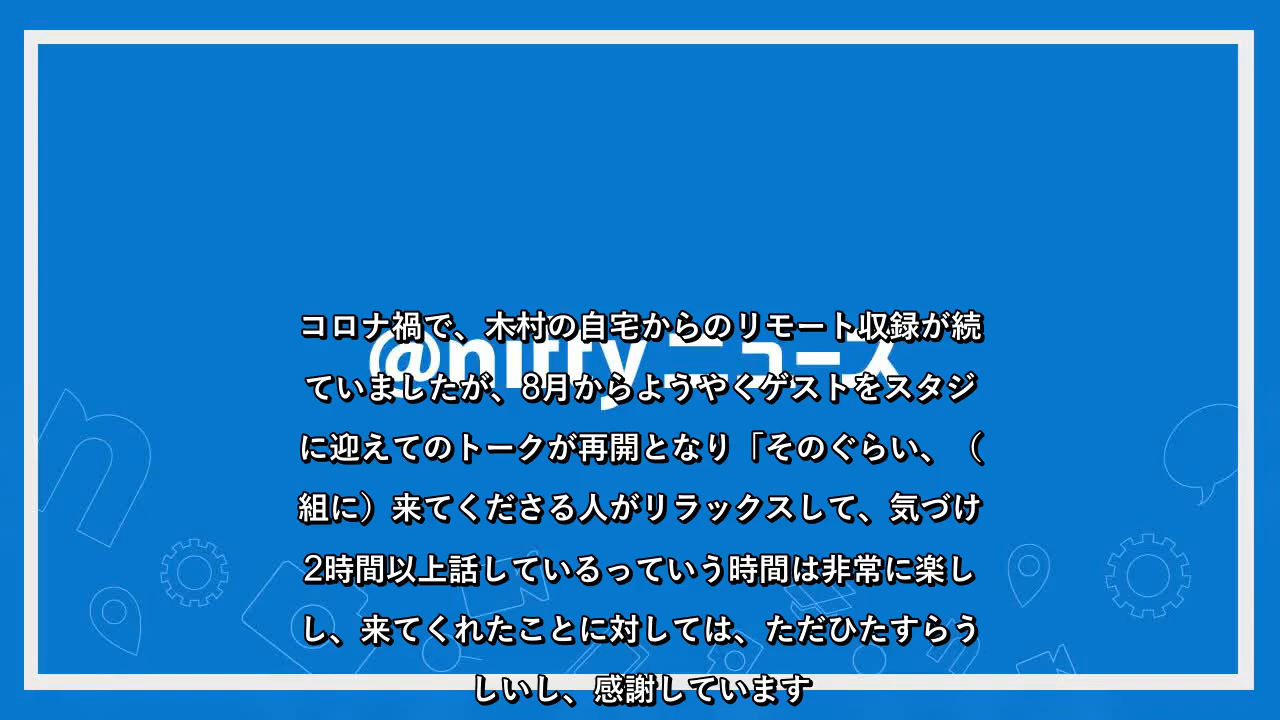 コロナ禍で、木村の自宅からのリモート収録が続
@nifty ニュース
ていましたが、8月からようやくゲストをスタジ
に迎えてのトークが再開となり「そのぐらい、（
組に）来てくださる人がリラックスして、気づけ
2時間以上話しているっていう時間は非常に楽し
し、来てくれたことに対しては、ただひたすらう
しいし、感謝しています